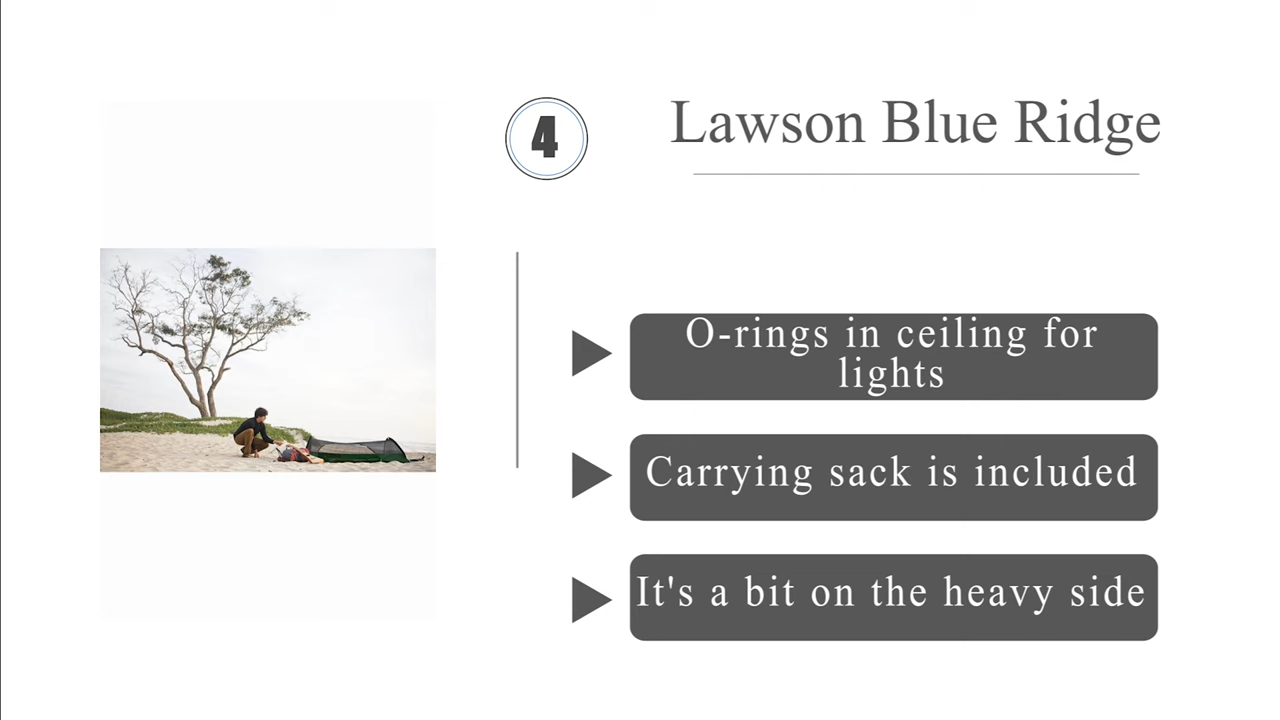 4
Lawson Blue Ridge
O-rings in ceiling for
lights
Carrying sack is included
It's a bit on the heavy side